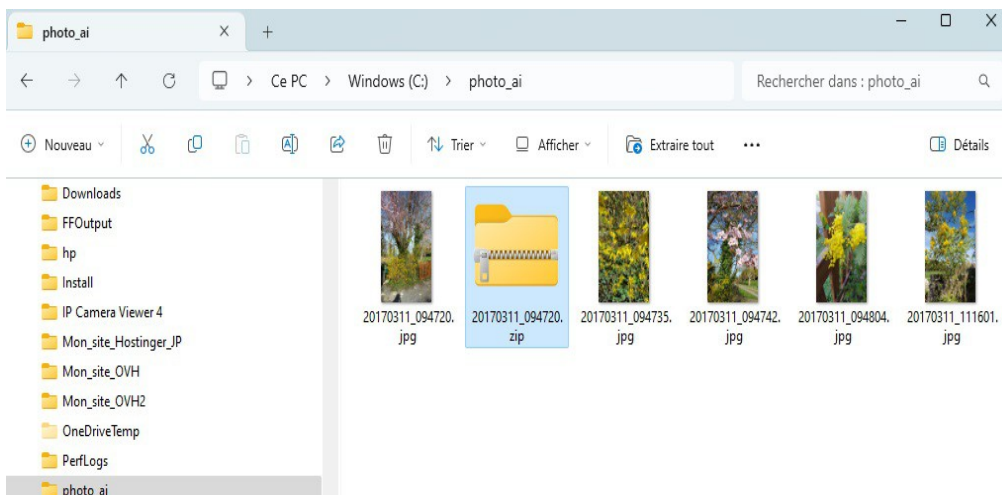 photo_ai
Ce PC > Windows (C:) > photo_ai
Rechercher dans : photo_ai
Nouveau
Trier
Afficher
Extraire tout
Détails
Downloads
FFOutput
hp
Install
IP Camera Viewer 4
Mon_site_Hostinger_JP
Mon_site_OVH
Mon_site_OVH2
OneDriveTemp
PerfLogs
photo_ai
20170311_094720.
jpg
20170311_094720.
zip
20170311_094735.
jpg
20170311_094742.
jpg
20170311_094804.
jpg
20170311_111601.
jpg